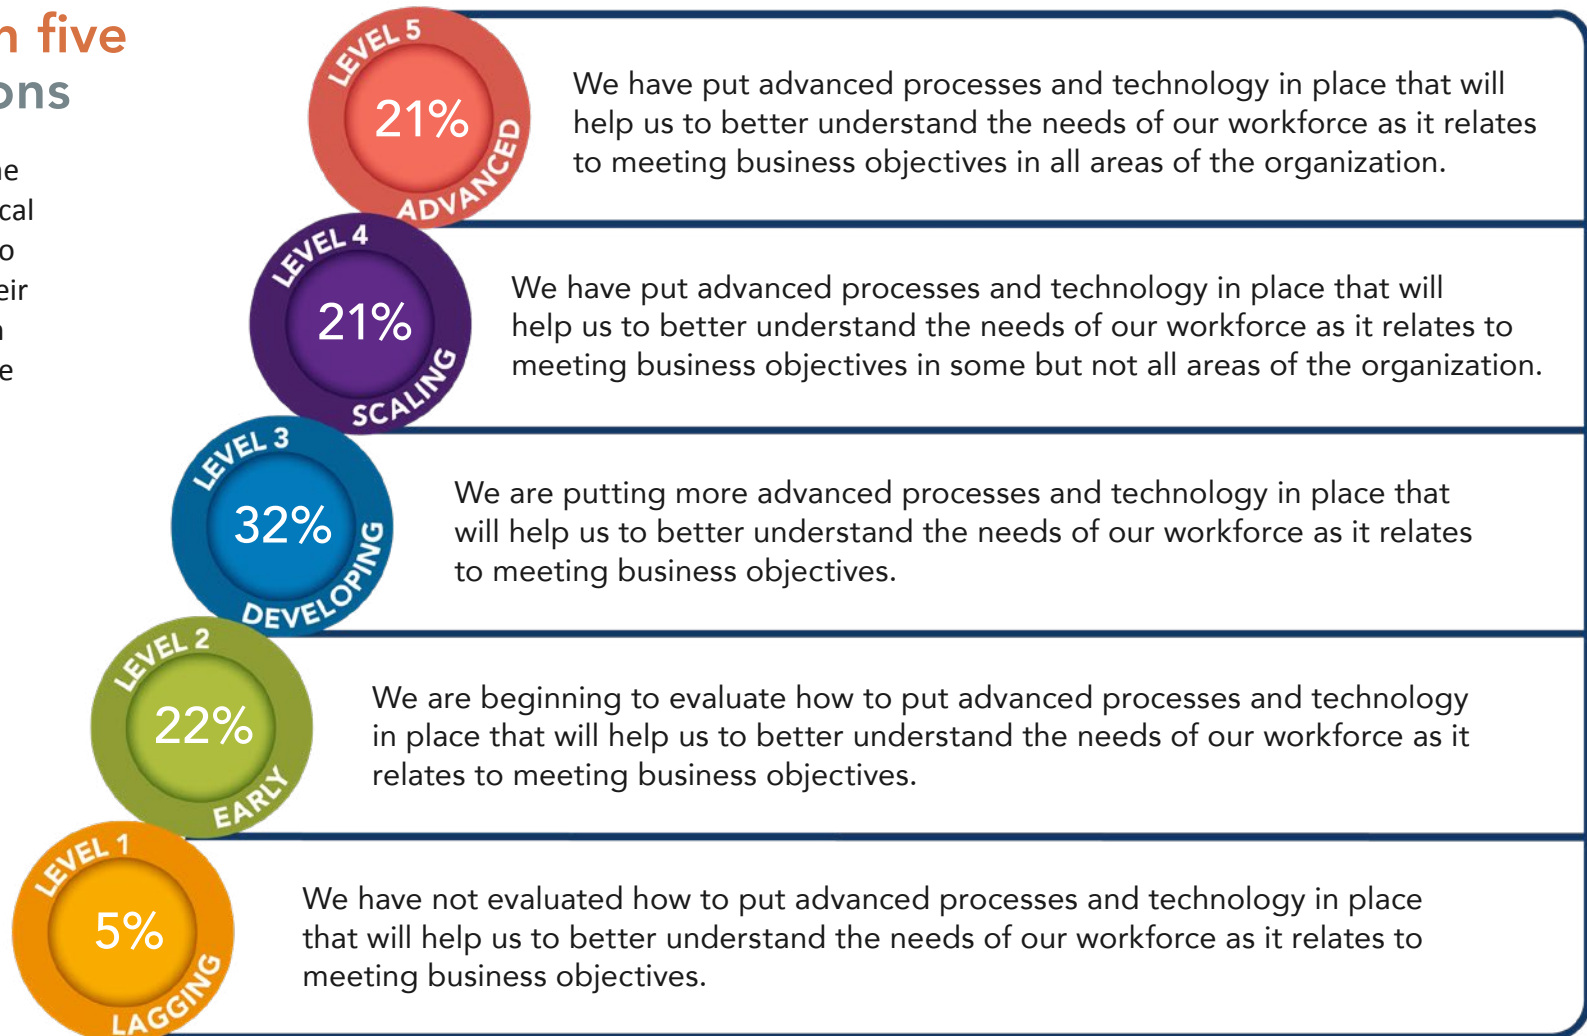 n five
ons
ne
cal
o
eir
n
e
LEVEL 5
21%
ADVANCED
We have put advanced processes and technology in place that will
help us to better understand the needs of our workforce as it relates
to meeting business objectives in all areas of the organization.
LEVEL 4
21%
SCALING
We have put advanced processes and technology in place that will
help us to better understand the needs of our workforce as it relates to
meeting business objectives in some but not all areas of the organization.
LEVEL 3
32%
DEVELOPING
We are putting more advanced processes and technology in place that
will help us to better understand the needs of our workforce as it relates
to meeting business objectives.
LEVEL 2
22%
EARLY
We are beginning to evaluate how to put advanced processes and technology
in place that will help us to better understand the needs of our workforce as it
relates to meeting business objectives.
LEVEL 1
5%
LAGGING
We have not evaluated how to put advanced processes and technology in place
that will help us to better understand the needs of our workforce as it relates to
meeting business objectives.